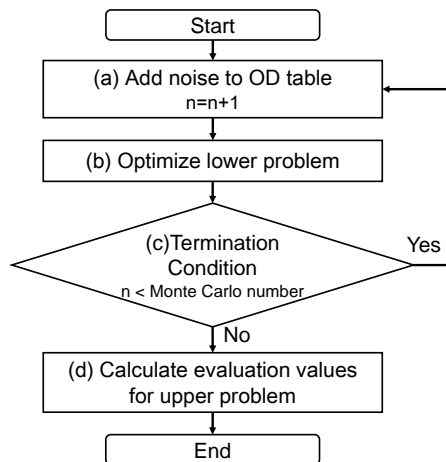 Start
(a) Add noise to OD table
n=n+1
(b) Optimize lower problem
(c)Termination
Condition
n < Monte Carlo number
Yes
No
(d) Calculate evaluation values
for upper problem
End